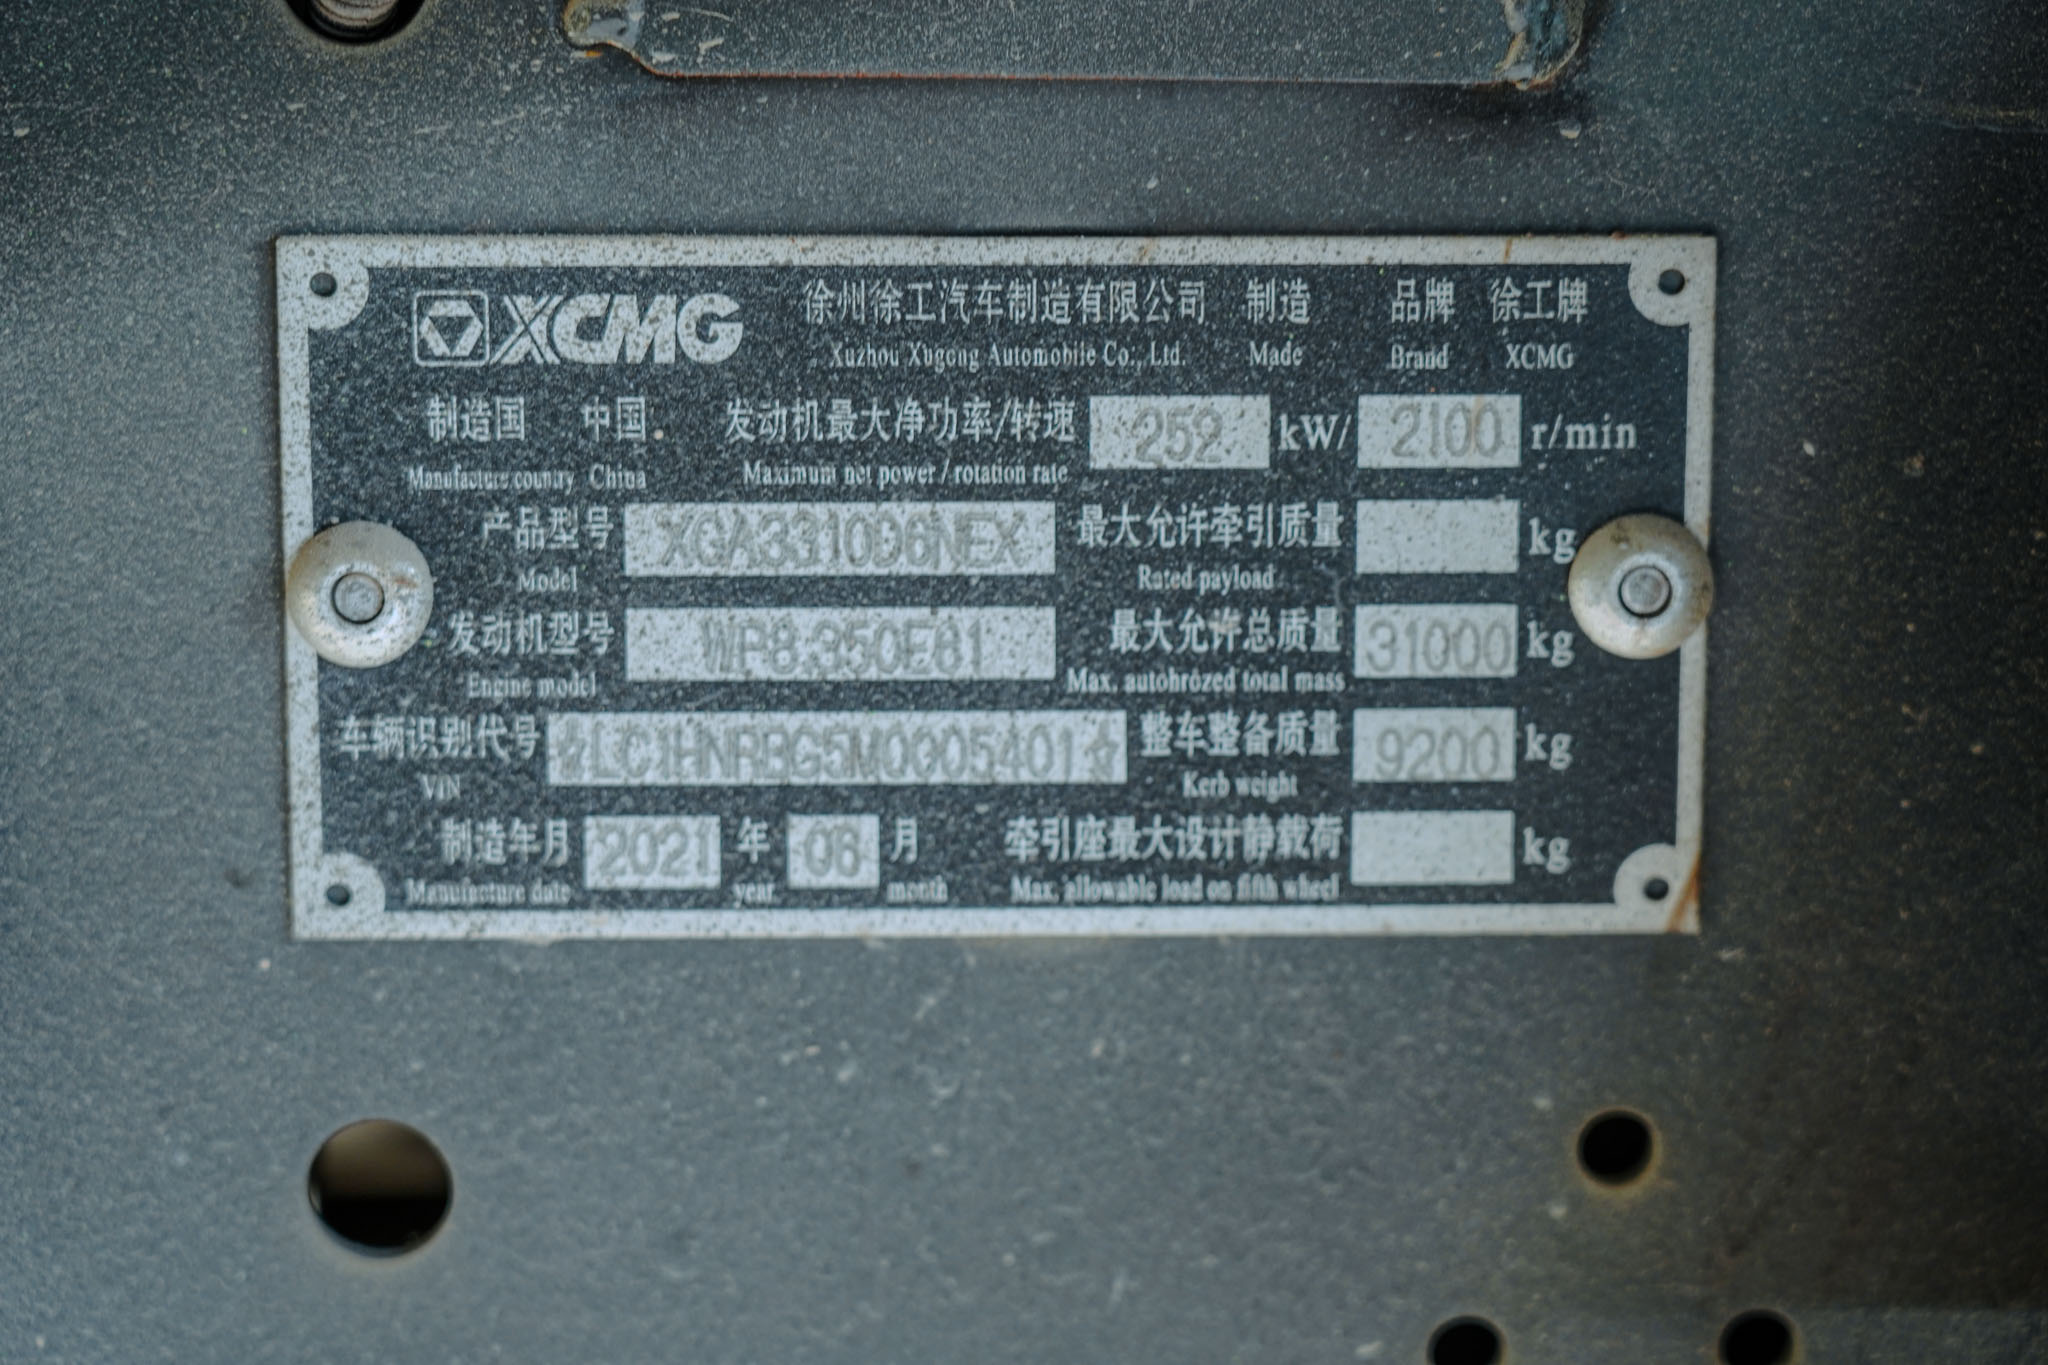 XCMG 徐州徐工汽车制造有限公司 制造 品牌 徐工牌
Xuzhou Xugong Automobile Co., Ltd. Made Brand XCMG
制造国 中国 发动机最大净功率/转速 252 kW/ 2100 r/min
Manufacture country China Maximum net power / rotation rate
产品型号 XGA3310D6NEX 最大允许牵引质量 kg
Model Rated payload
发动机型号 WP8.350E61 最大允许总质量 31000 kg
Engine model Max. autohrozed total mass
车辆识别代号 ☆LC1HNRBG5M0005401☆ 整车整备质量 9200 kg
VIN Kerb weight
制造年月 2021 年 06 月 牵引座最大设计静载荷 kg
Manufacture date year month Max. allowable load on fifth wheel